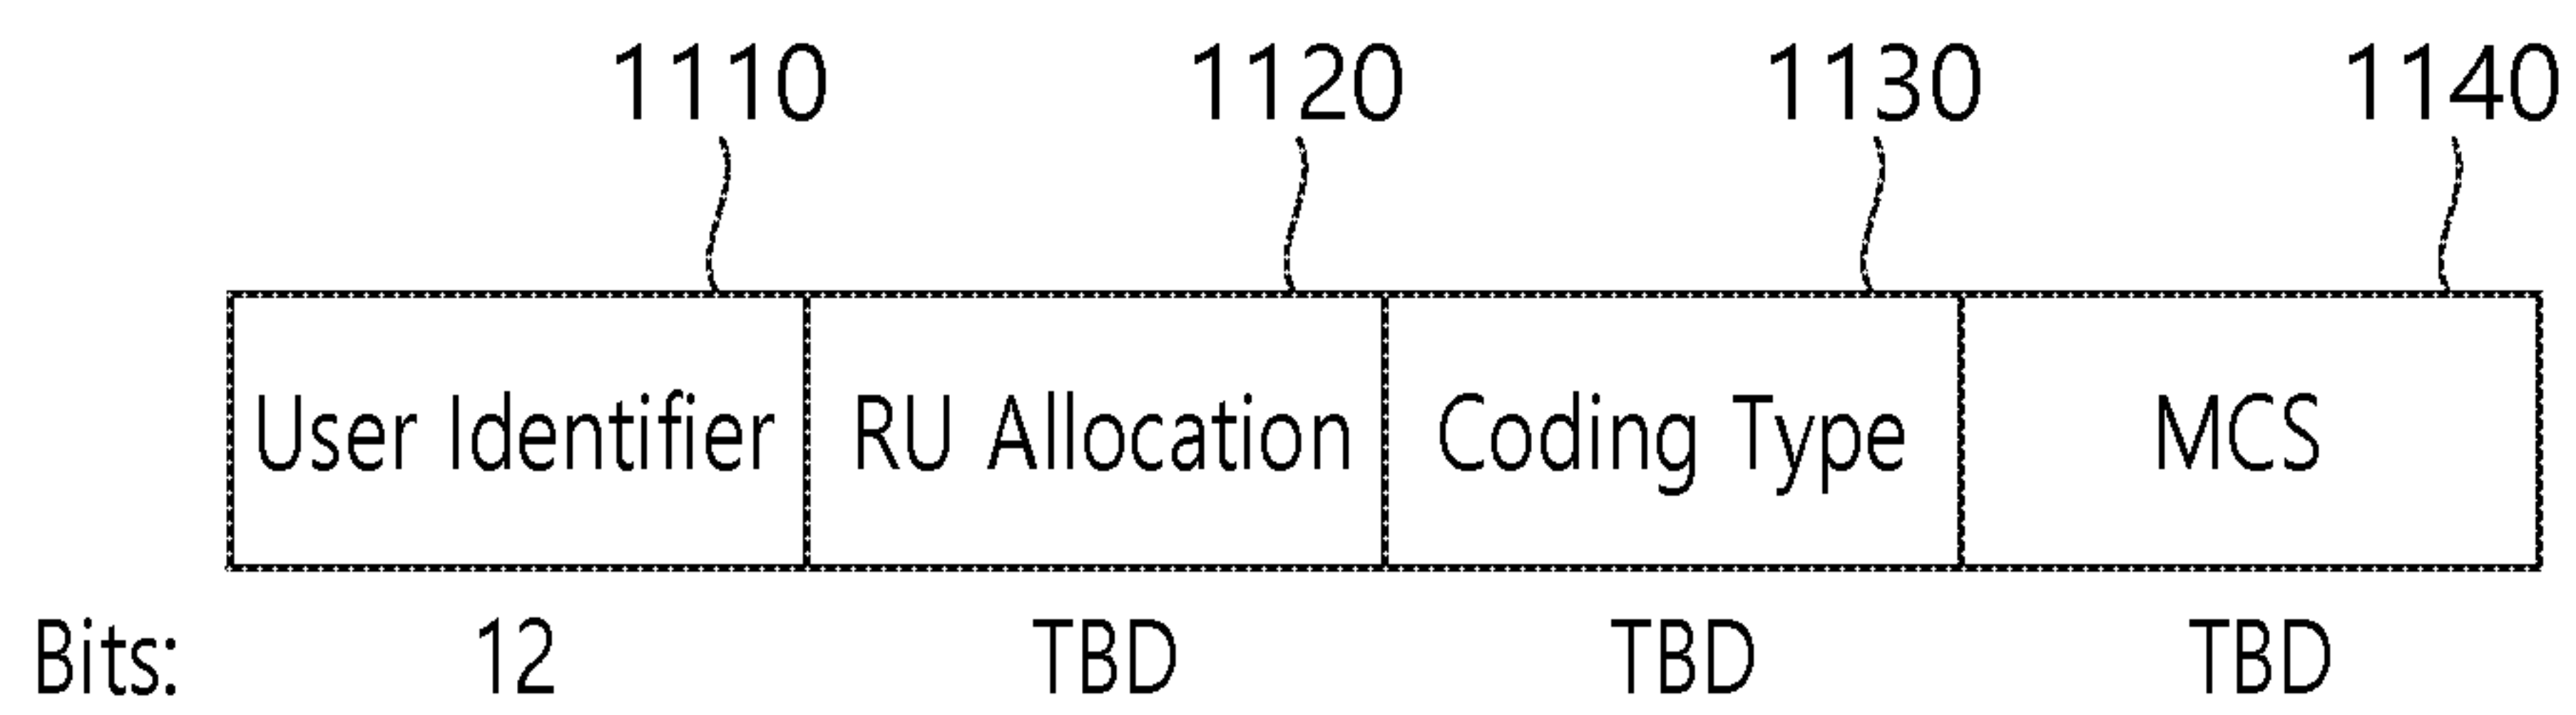 1110 1120 1130 1140
User Identifier RU Allocation Coding Type MCS
Bits: 12 TBD TBD TBD